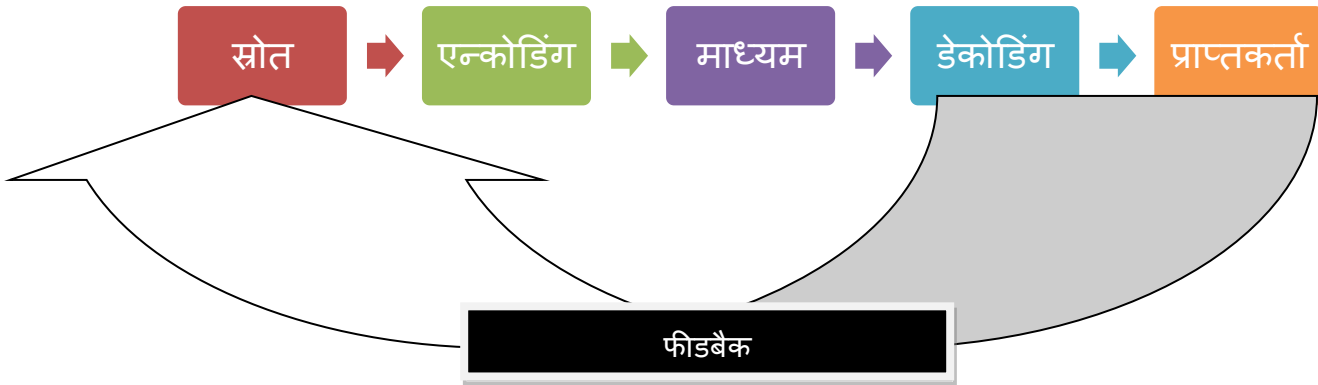 स्रोत
एन्कोडिंग
माध्यम
डेकोडिंग
प्राप्तकर्ता
फीडबैक